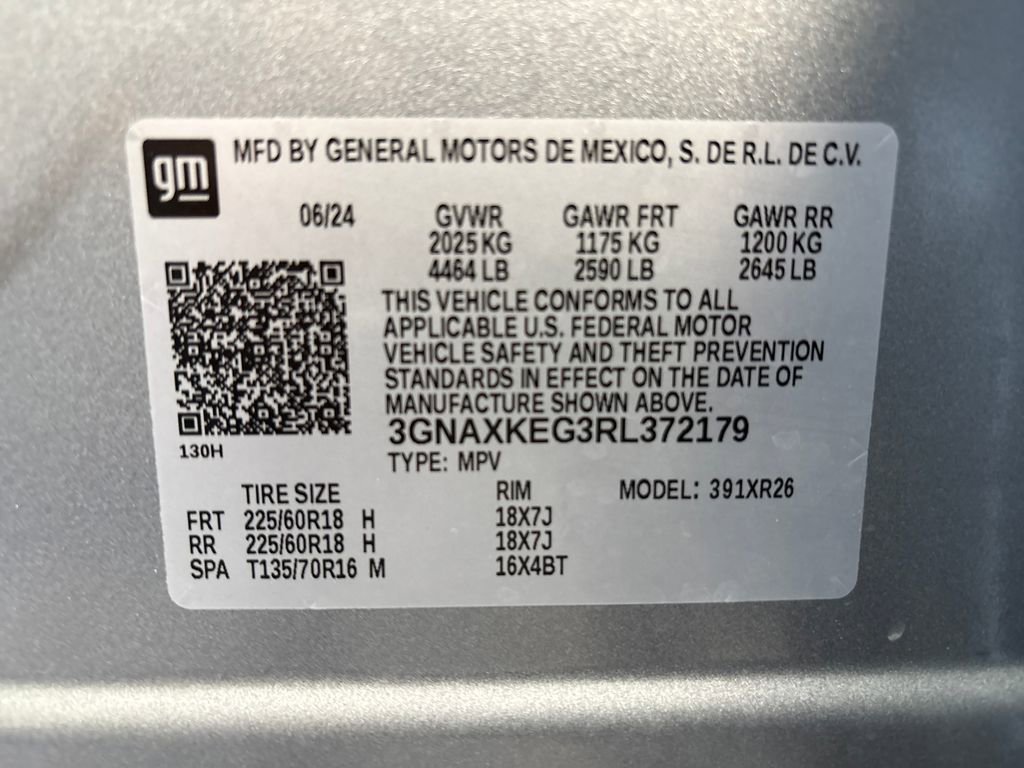 gm
MFD BY GENERAL MOTORS DE MEXICO, S. DE R.L. DE C.V.
06/24 GVWR GAWR FRT GAWR RR
2025 KG 1175 KG 1200 KG
4464 LB 2590 LB 2645 LB
THIS VEHICLE CONFORMS TO ALL
APPLICABLE U.S. FEDERAL MOTOR
VEHICLE SAFETY AND THEFT PREVENTION
STANDARDS IN EFFECT ON THE DATE OF
MANUFACTURE SHOWN ABOVE.
3GNAXKEG3RL372179
130H
TYPE: MPV
TIRE SIZE RIM MODEL: 391XR26
FRT 225/60R18 H 18X7J
RR 225/60R18 H 18X7J
SPA T135/70R16 M 16X4BT